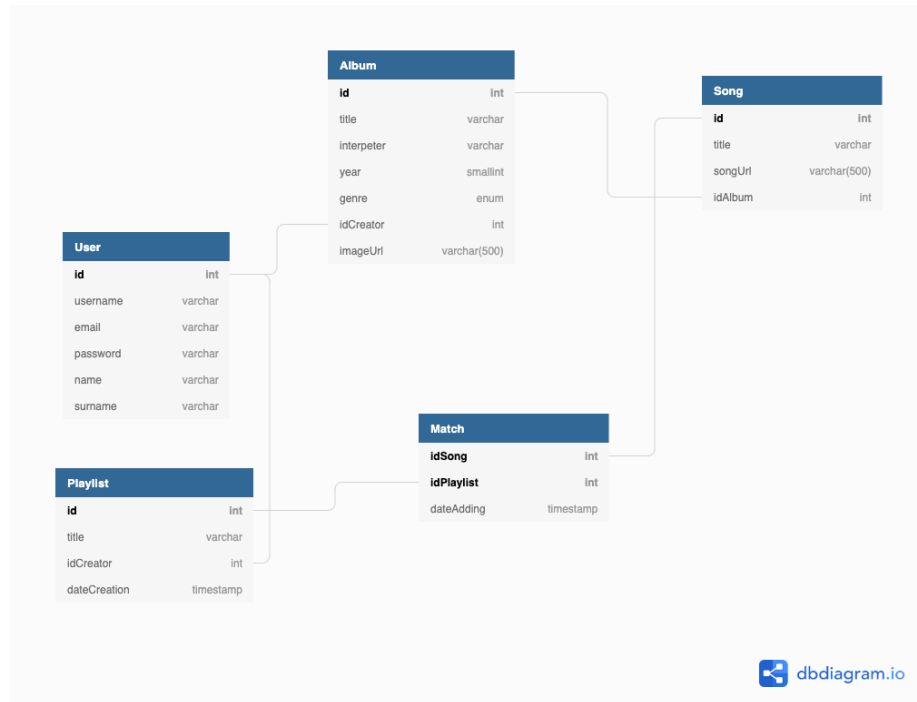 Album
id int
title varchar
interpeter varchar
year smallint
genre enum
idCreator int
imageUrl varchar(500)
Song
id int
title varchar
songUrl varchar(500)
idAlbum int
User
id int
username varchar
email varchar
password varchar
name varchar
surname varchar
Match
idSong int
idPlaylist int
dateAdding timestamp
Playlist
id int
title varchar
idCreator int
dateCreation timestamp
dbdiagram.io